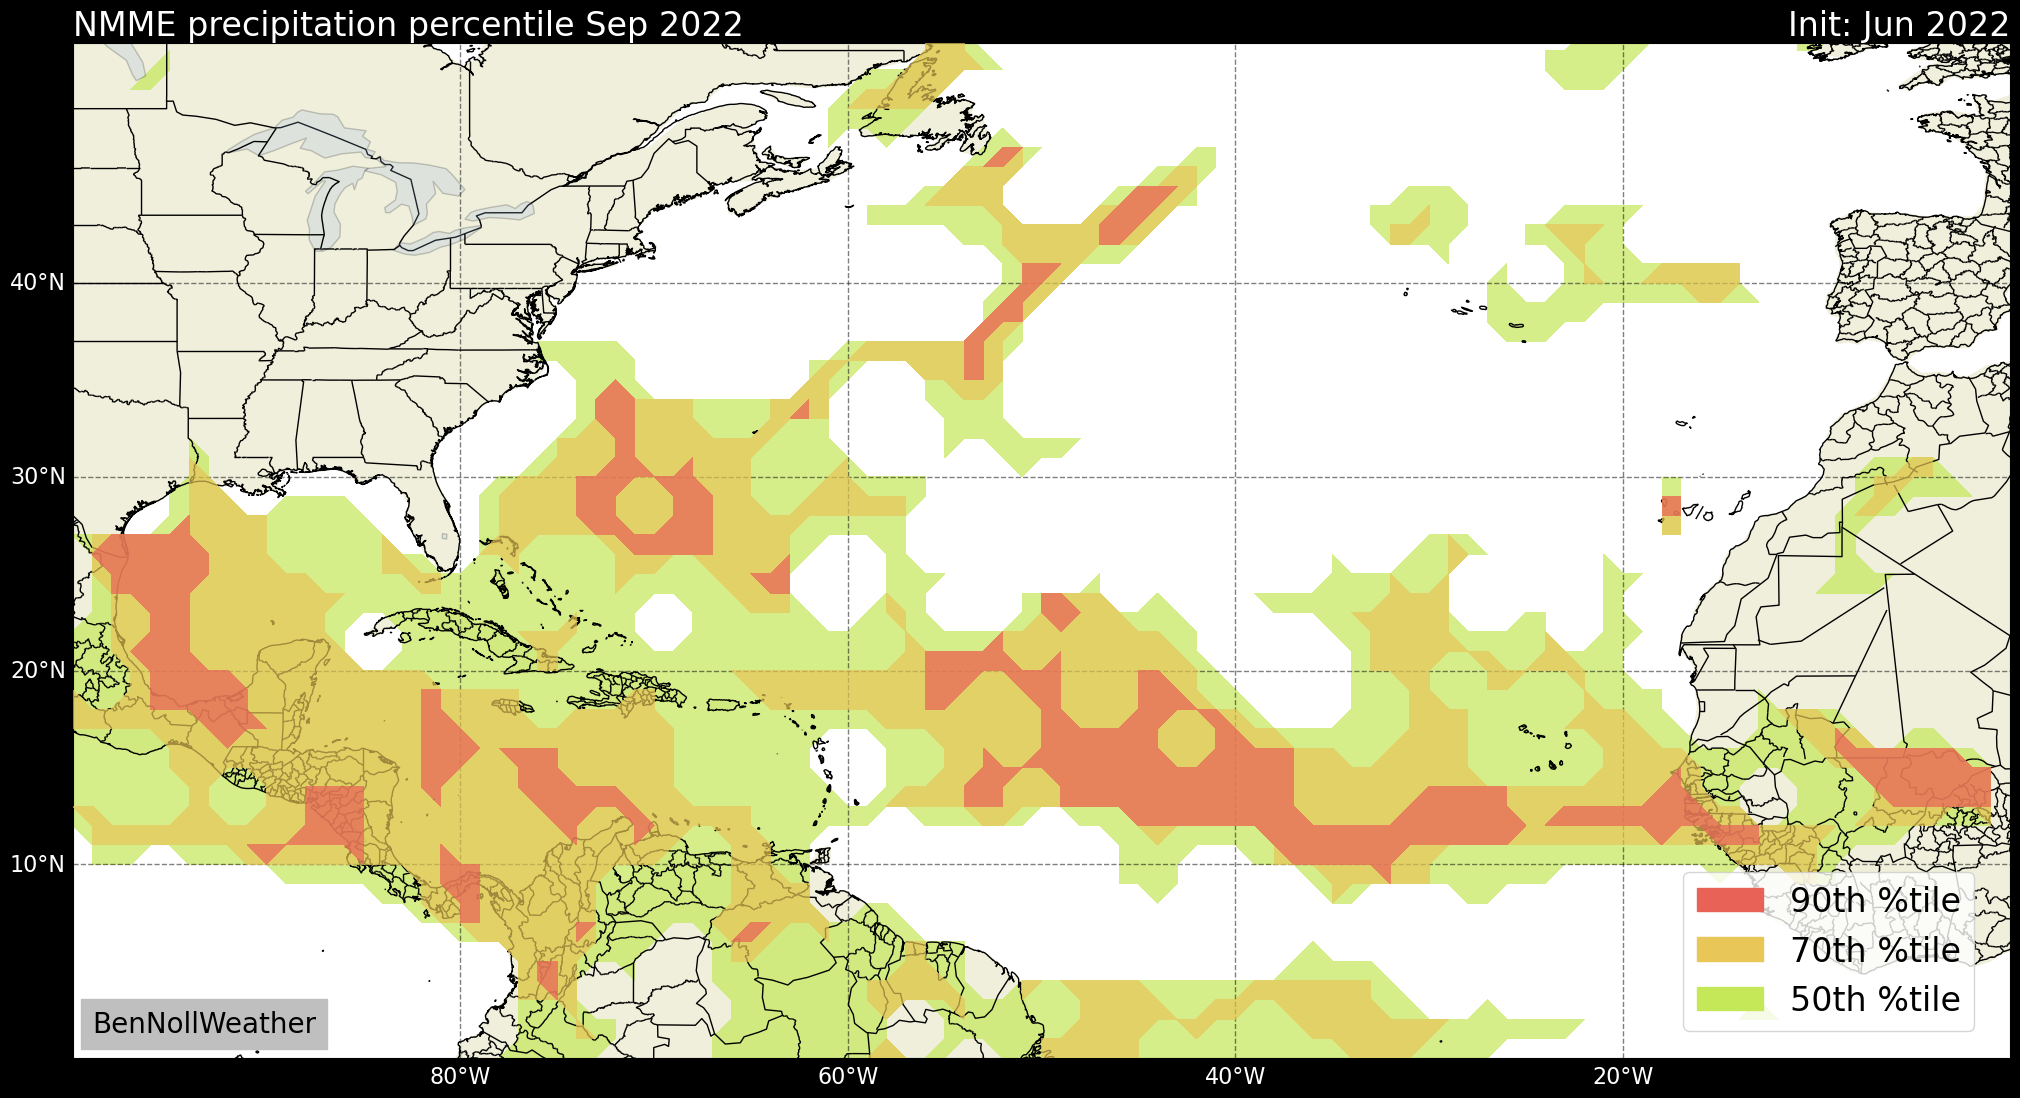 NMME precipitation percentile Sep 2022
Init: Jun 2022
40°N
30°N
20°N
10°N
90th %tile
70th %tile
50th %tile
BenNollWeather
80°W
60°W
40°W
20°W